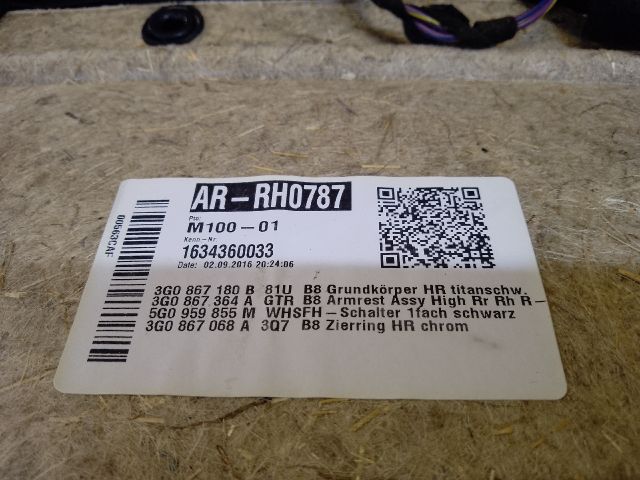 AR-RH0787
Pto:
M100-01
Kenn-Nr.
1634360033
Date: 02.09.2016 20:24:06
3G0 867 180 B 81U B8 Grundkörper HR titanschw.
3G0 867 364 A GTR B8 Armrest Assy High Rr Rh R-
5G0 959 855 M WHSFH-Schalter 1fach schwarz
3G0 867 068 A 3Q7 B8 Zierring HR chrom
00563CAF